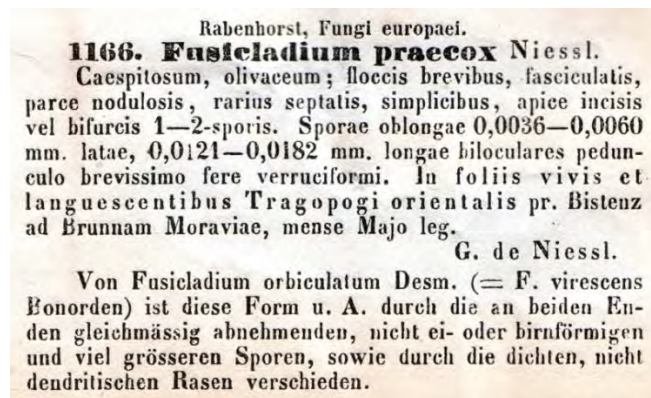 Rabenhorst, Fungi europaei.
1166. Fusicladium praecox Niessl.
Caespitosum, olivaceum; floccis brevibus, fasciculatis,
parce nodulosis, rarius septatis, simplicibus, apice incisis
vel bifurcis 1—2-sporis. Sporae oblongae 0,0036—0,0060
mm. latae, 0,0121—0,0182 mm. longae biloculares pedun-
culo brevissimo fere verruciformi. In foliis vivis et
languescentibus Tragopogi orientalis pr. Bistenz
ad Brunnam Moraviae, mense Majo leg.
G. de Niessl.
Von Fusicladium orbiculatum Desm. (= F. virescens
Bonorden) ist diese Form u. A. durch die an beiden En-
den gleichmässig abnehmenden, nicht ei- oder birnförmigen
und viel grösseren Sporen, sowie durch die dichten, nicht
dendritischen Rasen verschieden.